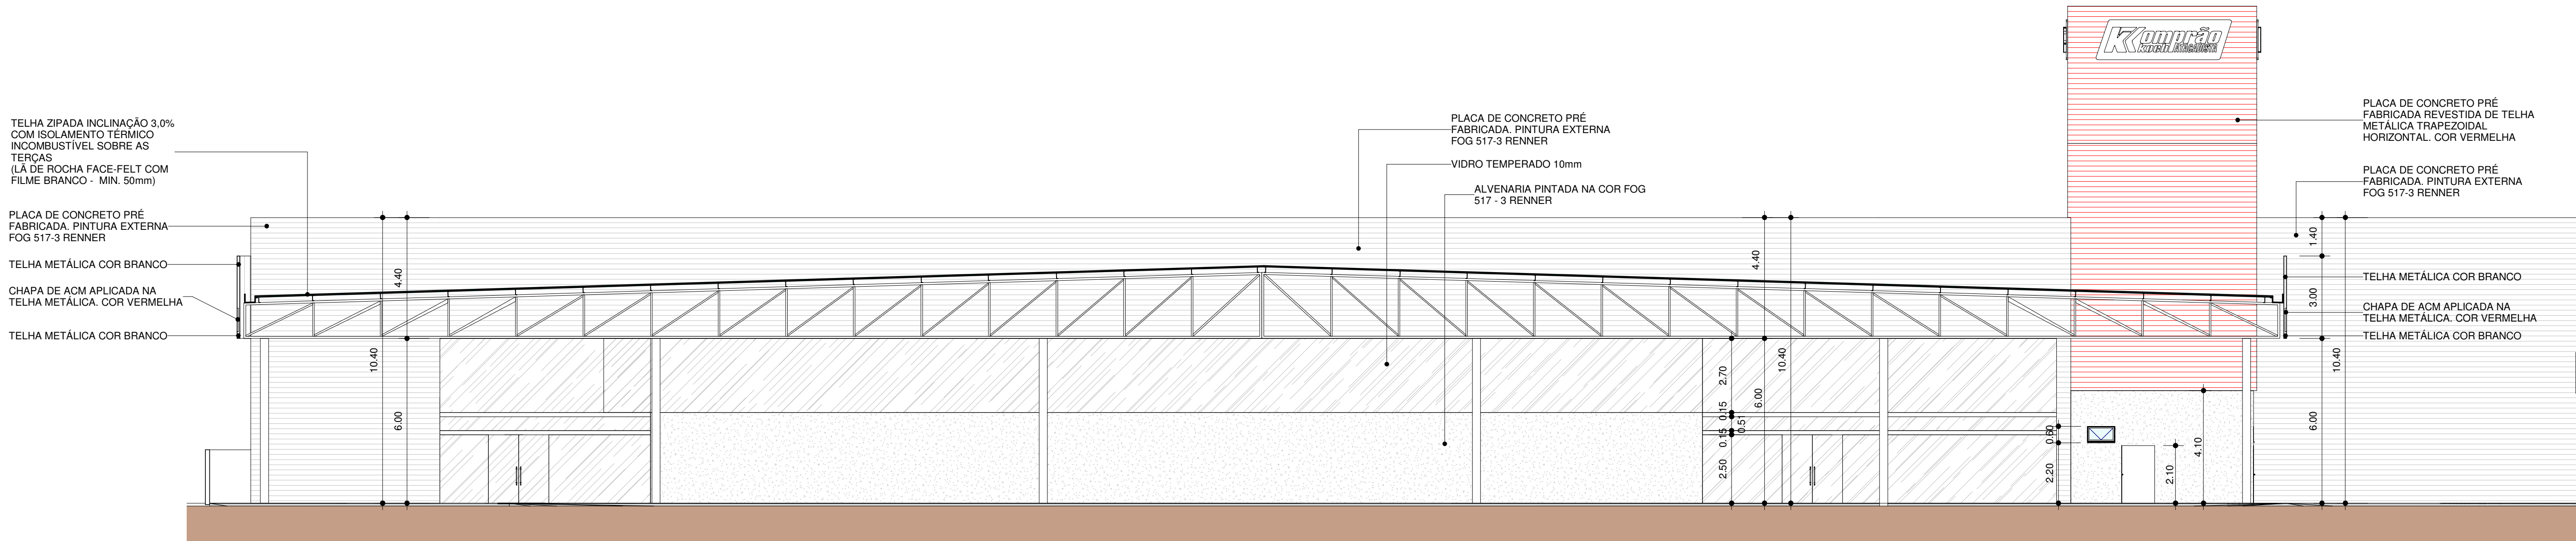 Komprão
koch ATACADISTA
TELHA ZIPADA INCLINAÇÃO 3,0%
COM ISOLAMENTO TÉRMICO
INCOMBUSTÍVEL SOBRE AS
TERÇAS
(LÃ DE ROCHA FACE-FELT COM
FILME BRANCO - MIN. 50mm)
PLACA DE CONCRETO PRÉ
FABRICADA. PINTURA EXTERNA
FOG 517-3 RENNER
TELHA METÁLICA COR BRANCO
CHAPA DE ACM APLICADA NA
TELHA METÁLICA. COR VERMELHA
TELHA METÁLICA COR BRANCO
10.40
4.40
6.00
PLACA DE CONCRETO PRÉ
FABRICADA. PINTURA EXTERNA
FOG 517-3 RENNER
VIDRO TEMPERADO 10mm
ALVENARIA PINTADA NA COR FOG
517 - 3 RENNER
2.70
0.15
0.51
0.15
2.50
4.40
6.00
10.40
0.60
2.20
2.10
4.10
PLACA DE CONCRETO PRÉ
FABRICADA REVESTIDA DE TELHA
METÁLICA TRAPEZOIDAL
HORIZONTAL. COR VERMELHA
PLACA DE CONCRETO PRÉ
FABRICADA. PINTURA EXTERNA
FOG 517-3 RENNER
1.40
3.00
6.00
10.40
TELHA METÁLICA COR BRANCO
CHAPA DE ACM APLICADA NA
TELHA METÁLICA. COR VERMELHA
TELHA METÁLICA COR BRANCO